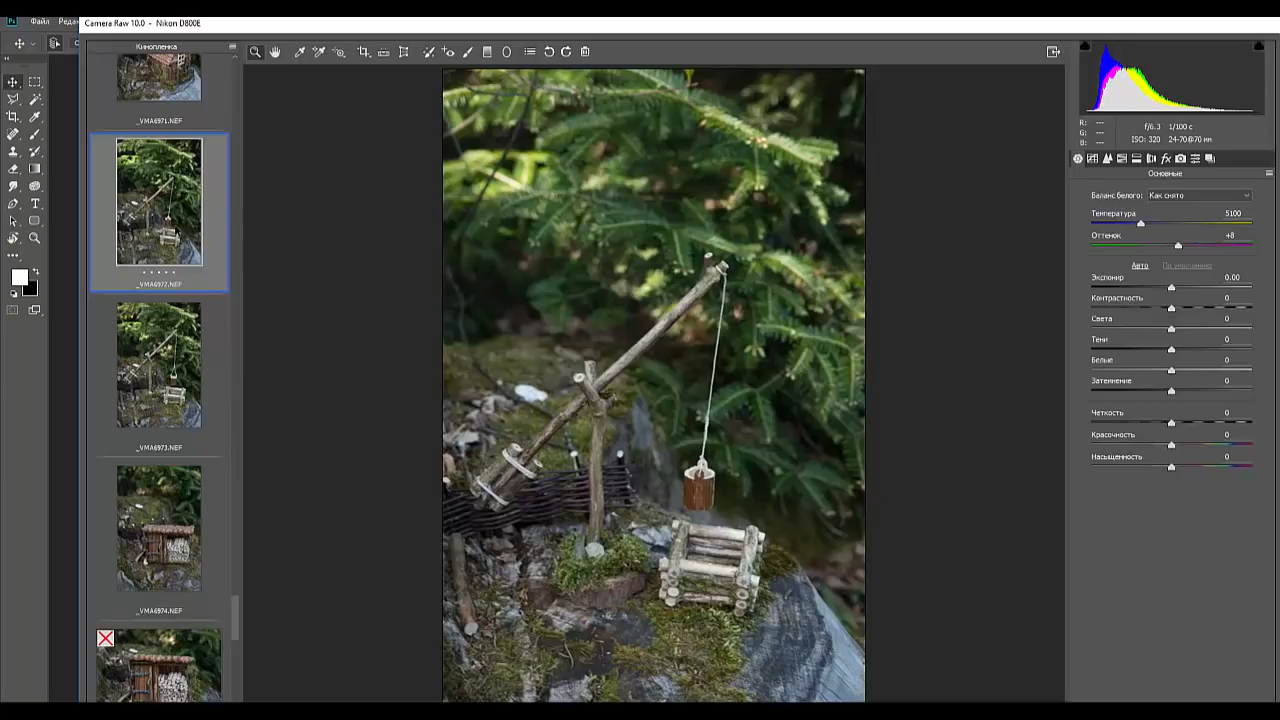 Camera Raw 10.0 - Nikon D800E
Ps Файл Реда
Кинопленка
_VMA6971.NEF
_VMA6972.NEF
_VMA6973.NEF
_VMA6974.NEF
R: ---
G: ---
B: ---
f/6.3 1/100 с
ISO: 320 24-70@70 мм
Основные
Баланс белого: Как снято
Температура 5100
Оттенок +8
Авто По умолчанию
Экспонир 0.00
Контрастность 0
Света 0
Тени 0
Белые 0
Затемнение 0
Четкость 0
Красочность 0
Насыщенность 0